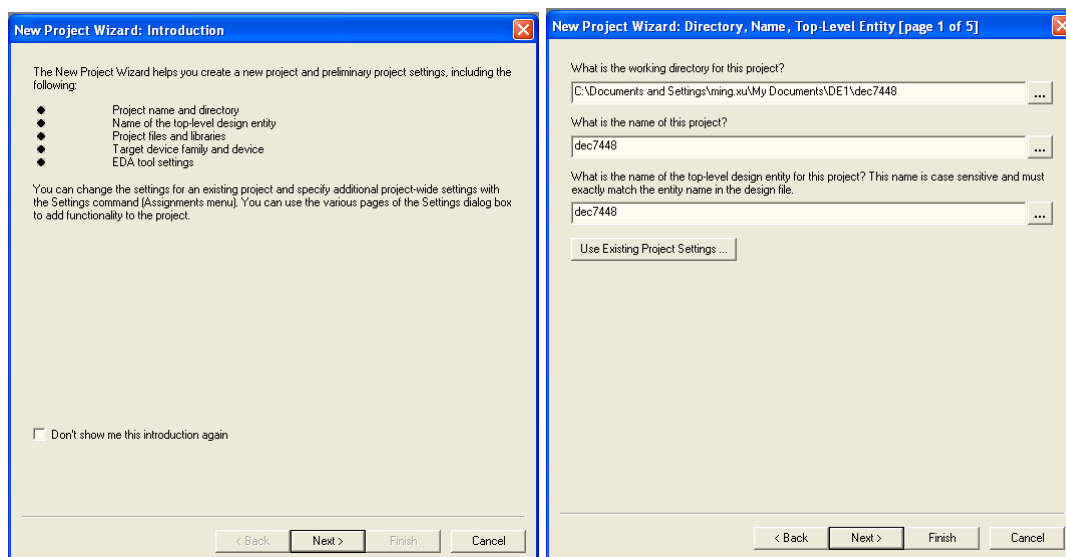 New Project Wizard: Introduction
The New Project Wizard helps you create a new project and preliminary project settings, including the
following:
Project name and directory
Name of the top-level design entity
Project files and libraries
Target device family and device
EDA tool settings
You can change the settings for an existing project and specify additional project-wide settings with
the Settings command (Assignments menu). You can use the various pages of the Settings dialog box
to add functionality to the project.
Don't show me this introduction again
< Back
Next >
Finish
Cancel
New Project Wizard: Directory, Name, Top-Level Entity [page 1 of 5]
What is the working directory for this project?
C:\Documents and Settings\ming.xu\My Documents\DE1\dec7448
...
What is the name of this project?
dec7448
...
What is the name of the top-level design entity for this project? This name is case sensitive and must
exactly match the entity name in the design file.
dec7448
...
Use Existing Project Settings ...
< Back
Next >
Finish
Cancel